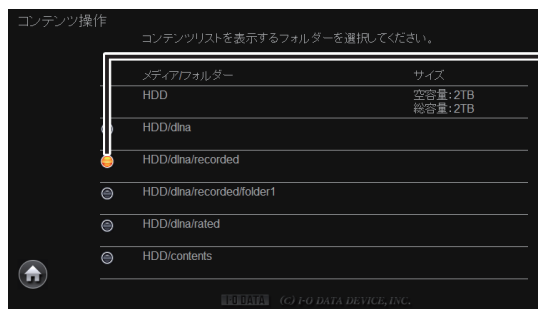 コンテンツ操作
コンテンツリストを表示するフォルダーを選択してください。
メディア/フォルダー サイズ
HDD 空容量:2TB
総容量:2TB
HDD/dlna
HDD/dlna/recorded
HDD/dlna/recorded/folder1
HDD/dlna/rated
HDD/contents
I-O DATA (C) I-O DATA DEVICE, INC.